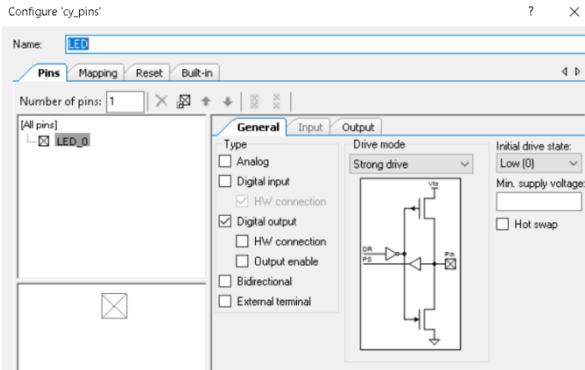 Configure 'cy_pins'
? ×
Name: LED
Pins Mapping Reset Built-in
Number of pins: 1
[All pins]
LED_0
General Input Output
Type
Analog
Digital input
HW connection
Digital output
HW connection
Output enable
Bidirectional
External terminal
Drive mode
Strong drive
Vio
DR
PS
Pin
Initial drive state:
Low (0)
Min. supply voltage:
Hot swap